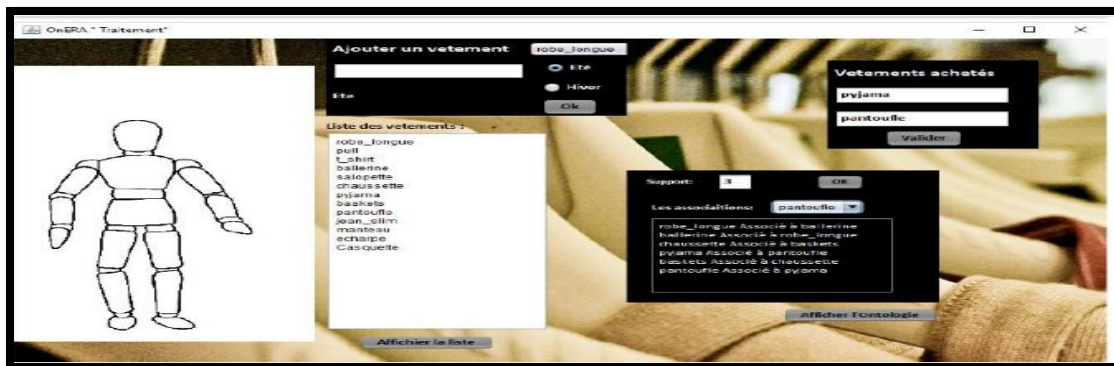 OnERA " Traitement"
Ajouter un vetement
robe_longue
Eté
Hiver
Ete
Ok
Liste des vetements :
robe_longue
pull
t_shirt
ballerine
salopette
chaussette
pyjama
baskets
pantoufle
jean_slim
manteau
echarpe
Casquette
Affichier la liste
Vetements achetés
pyjama
pantoufle
Valider
Support: 3 OK
Les associaitions: pantoufle
robe_longue Associé à ballerine
ballerine Associé à robe_longue
chaussette Associé à baskets
pyjama Associé à pantoufle
baskets Associé à chaussette
pantoufle Associé à pyjama
Afficher l'Ontologie